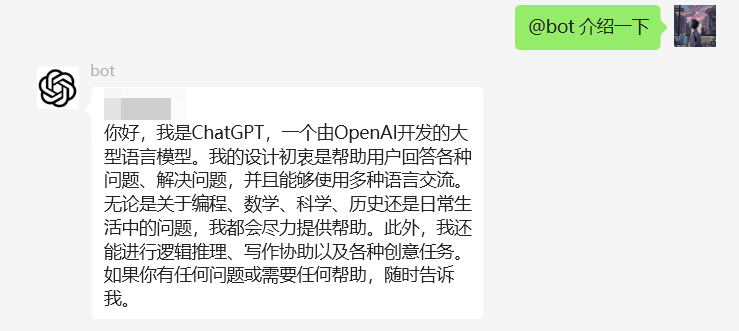 @bot 介绍一下
bot
你好，我是ChatGPT，一个由OpenAI开发的大
型语言模型。我的设计初衷是帮助用户回答各种
问题、解决问题，并且能够使用多种语言交流。
无论是关于编程、数学、科学、历史还是日常生
活中的问题，我都会尽力提供帮助。此外，我还
能进行逻辑推理、写作协助以及各种创意任务。
如果你有任何问题或需要任何帮助，随时告诉
我。